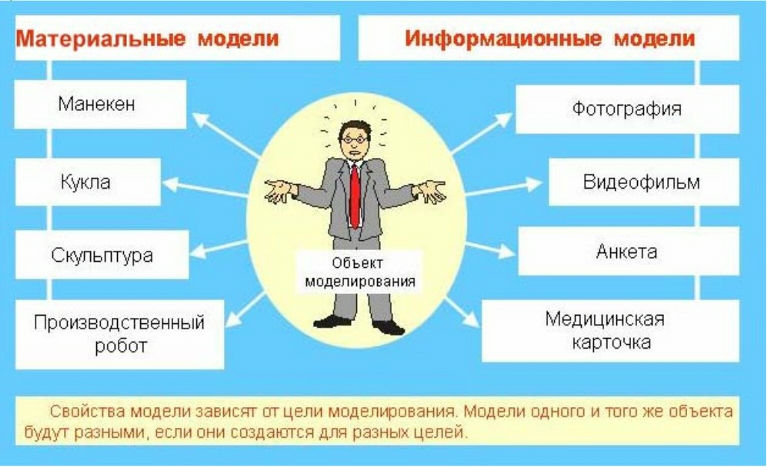 Материальные модели
Информационные модели
Манекен
Кукла
Скульптура
Производственный
робот
Объект
моделирования
Фотография
Видеофильм
Анкета
Медицинская
карточка
Свойства модели зависят от цели моделирования. Модели одного и того же объекта
будут разными, если они создаются для разных целей.